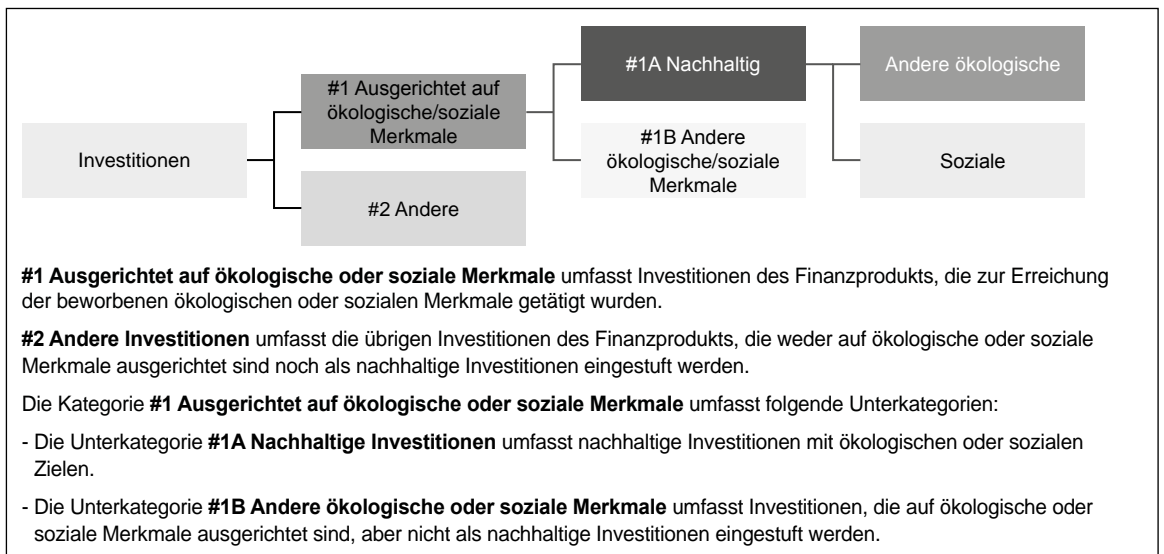 #1A Nachhaltig
Andere ökologische
#1 Ausgerichtet auf
ökologische/soziale
Merkmale
Investitionen
#1B Andere
ökologische/soziale
Merkmale
Soziale
#2 Andere
#1 Ausgerichtet auf ökologische oder soziale Merkmale umfasst Investitionen des Finanzprodukts, die zur Erreichung
der beworbenen ökologischen oder sozialen Merkmale getätigt wurden.
#2 Andere Investitionen umfasst die übrigen Investitionen des Finanzprodukts, die weder auf ökologische oder soziale
Merkmale ausgerichtet sind noch als nachhaltige Investitionen eingestuft werden.
Die Kategorie #1 Ausgerichtet auf ökologische oder soziale Merkmale umfasst folgende Unterkategorien:
- Die Unterkategorie #1A Nachhaltige Investitionen umfasst nachhaltige Investitionen mit ökologischen oder sozialen
Zielen.
- Die Unterkategorie #1B Andere ökologische oder soziale Merkmale umfasst Investitionen, die auf ökologische oder
soziale Merkmale ausgerichtet sind, aber nicht als nachhaltige Investitionen eingestuft werden.